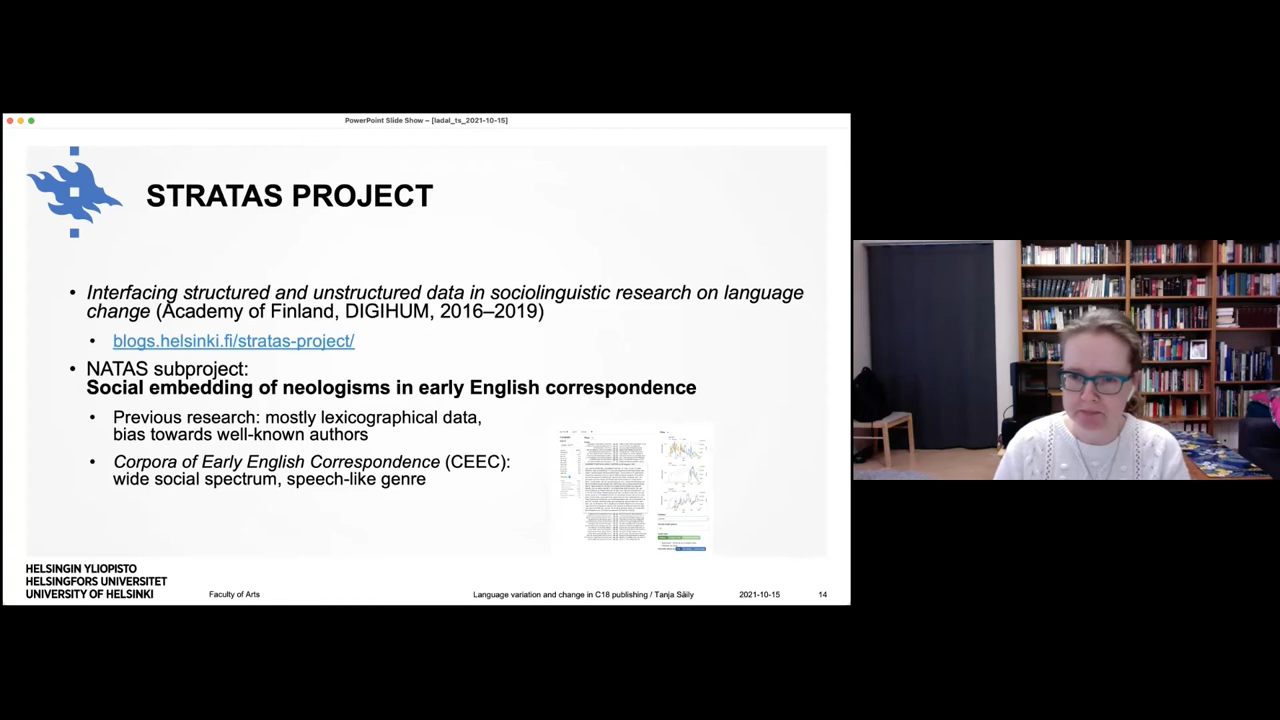 PowerPoint Slide Show – [ladal_ts_2021-10-15]
STRATAS PROJECT
• Interfacing structured and unstructured data in sociolinguistic research on language
change (Academy of Finland, DIGIHUM, 2016–2019)
• blogs.helsinki.fi/stratas-project/
• NATAS subproject:
Social embedding of neologisms in early English correspondence
• Previous research: mostly lexicographical data,
bias towards well-known authors
• Corpora of Early English Correspondence (CEEC):
wide social spectrum, speech-like genre
HELSINGIN YLIOPISTO
HELSINGFORS UNIVERSITET
UNIVERSITY OF HELSINKI
Faculty of Arts
Language variation and change in C18 publishing / Tanja Säily
2021-10-15
14